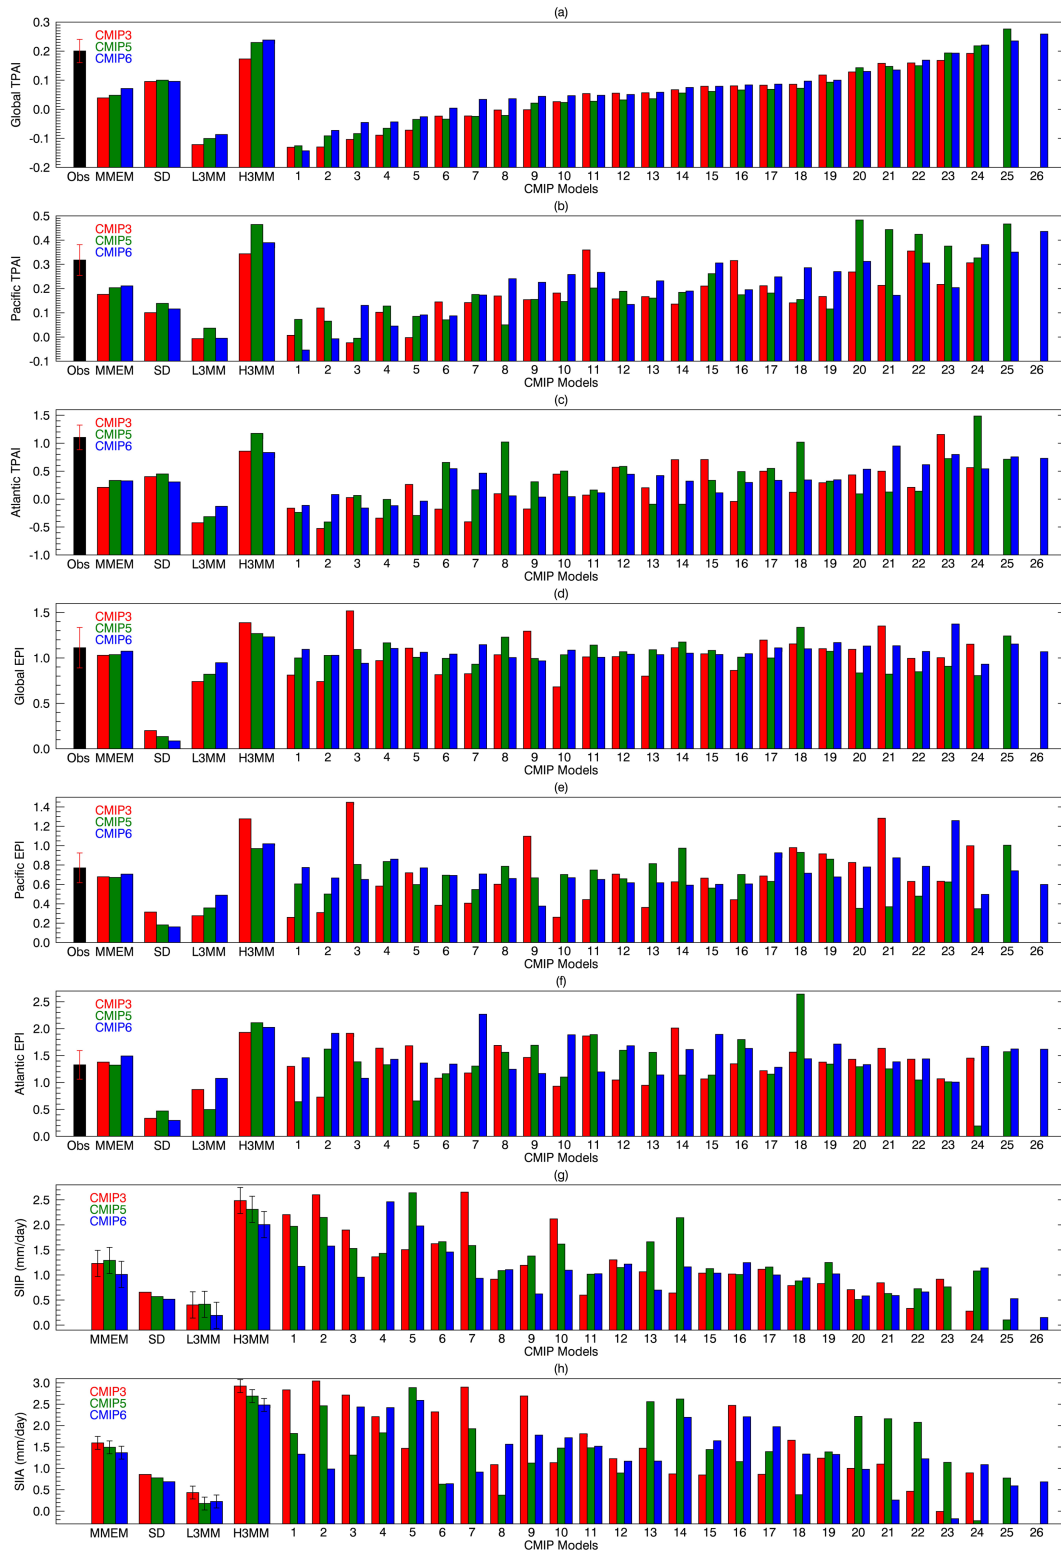 (a)
Global TPAI
0.3
0.2
0.1
0.0
-0.1
-0.2
CMIP3
CMIP5
CMIP6
Obs MMEM SD L3MM H3MM 1 2 3 4 5 6 7 8 9 10 11 12 13 14 15 16 17 18 19 20 21 22 23 24 25 26
CMIP Models
(b)
Pacific TPAI
0.5
0.4
0.3
0.2
0.1
0.0
-0.1
CMIP3
CMIP5
CMIP6
Obs MMEM SD L3MM H3MM 1 2 3 4 5 6 7 8 9 10 11 12 13 14 15 16 17 18 19 20 21 22 23 24 25 26
CMIP Models
(c)
Atlantic TPAI
1.5
1.0
0.5
0.0
-0.5
-1.0
CMIP3
CMIP5
CMIP6
Obs MMEM SD L3MM H3MM 1 2 3 4 5 6 7 8 9 10 11 12 13 14 15 16 17 18 19 20 21 22 23 24 25 26
CMIP Models
(d)
Global EPI
1.5
1.0
0.5
0.0
CMIP3
CMIP5
CMIP6
Obs MMEM SD L3MM H3MM 1 2 3 4 5 6 7 8 9 10 11 12 13 14 15 16 17 18 19 20 21 22 23 24 25 26
CMIP Models
(e)
Pacific EPI
1.4
1.2
1.0
0.8
0.6
0.4
0.2
0.0
CMIP3
CMIP5
CMIP6
Obs MMEM SD L3MM H3MM 1 2 3 4 5 6 7 8 9 10 11 12 13 14 15 16 17 18 19 20 21 22 23 24 25 26
CMIP Models
(f)
Atlantic EPI
2.5
2.0
1.5
1.0
0.5
0.0
CMIP3
CMIP5
CMIP6
Obs MMEM SD L3MM H3MM 1 2 3 4 5 6 7 8 9 10 11 12 13 14 15 16 17 18 19 20 21 22 23 24 25 26
CMIP Models
(g)
SIIP (mm/day)
2.5
2.0
1.5
1.0
0.5
0.0
CMIP3
CMIP5
CMIP6
MMEM SD L3MM H3MM 1 2 3 4 5 6 7 8 9 10 11 12 13 14 15 16 17 18 19 20 21 22 23 24 25 26
CMIP Models
(h)
SIIA (mm/day)
3.0
2.5
2.0
1.5
1.0
0.5
0.0
CMIP3
CMIP5
CMIP6
MMEM SD L3MM H3MM 1 2 3 4 5 6 7 8 9 10 11 12 13 14 15 16 17 18 19 20 21 22 23 24 25 26
CMIP Models